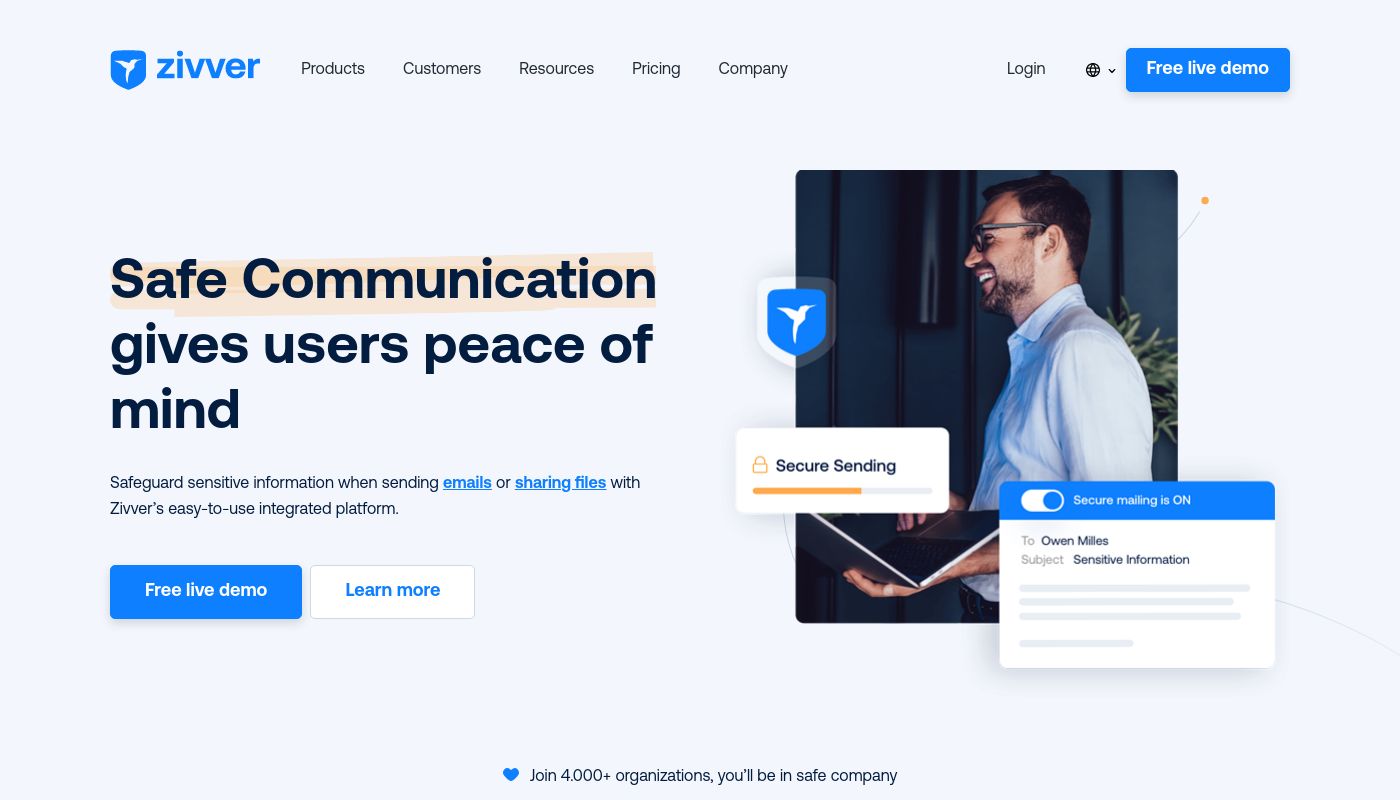 zivver
Products
Customers
Resources
Pricing
Company
Login
Free live demo
Safe Communication
gives users peace of
mind
Safeguard sensitive information when sending emails or sharing files with
Zivver’s easy-to-use integrated platform.
Free live demo
Learn more
Secure Sending
Secure mailing is ON
To Owen Milles
Subject Sensitive Information
Join 4.000+ organizations, you’ll be in safe company